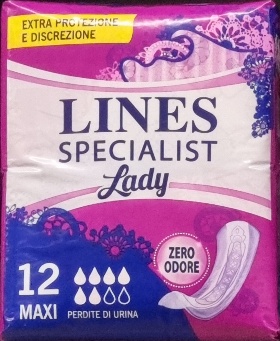 EXTRA PROTEZIONE
E DISCREZIONE
LINES
SPECIALIST
Lady
ZERO
ODORE
12
MAXI
PERDITE DI URINA